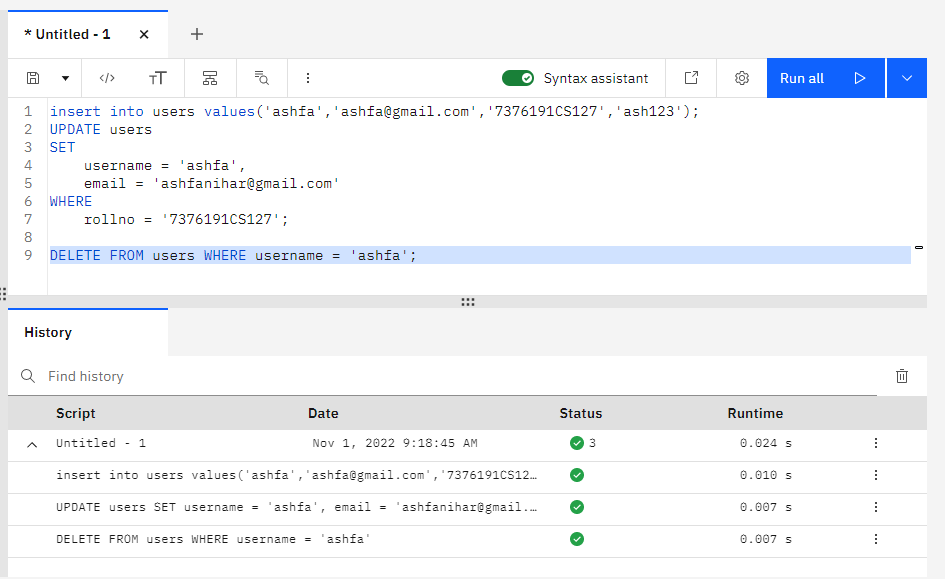 * Untitled - 1
Syntax assistant
Run all
1 insert into users values('ashfa','ashfa@gmail.com','7376191CS127','ash123');
2 UPDATE users
3 SET
4 username = 'ashfa',
5 email = 'ashfanihar@gmail.com'
6 WHERE
7 rollno = '7376191CS127';
8
9 DELETE FROM users WHERE username = 'ashfa';
History
Find history
Script Date Status Runtime
Untitled - 1 Nov 1, 2022 9:18:45 AM 3 0.024 s
insert into users values('ashfa','ashfa@gmail.com','7376191CS12… 0.010 s
UPDATE users SET username = 'ashfa', email = 'ashfanihar@gmail.… 0.007 s
DELETE FROM users WHERE username = 'ashfa' 0.007 s